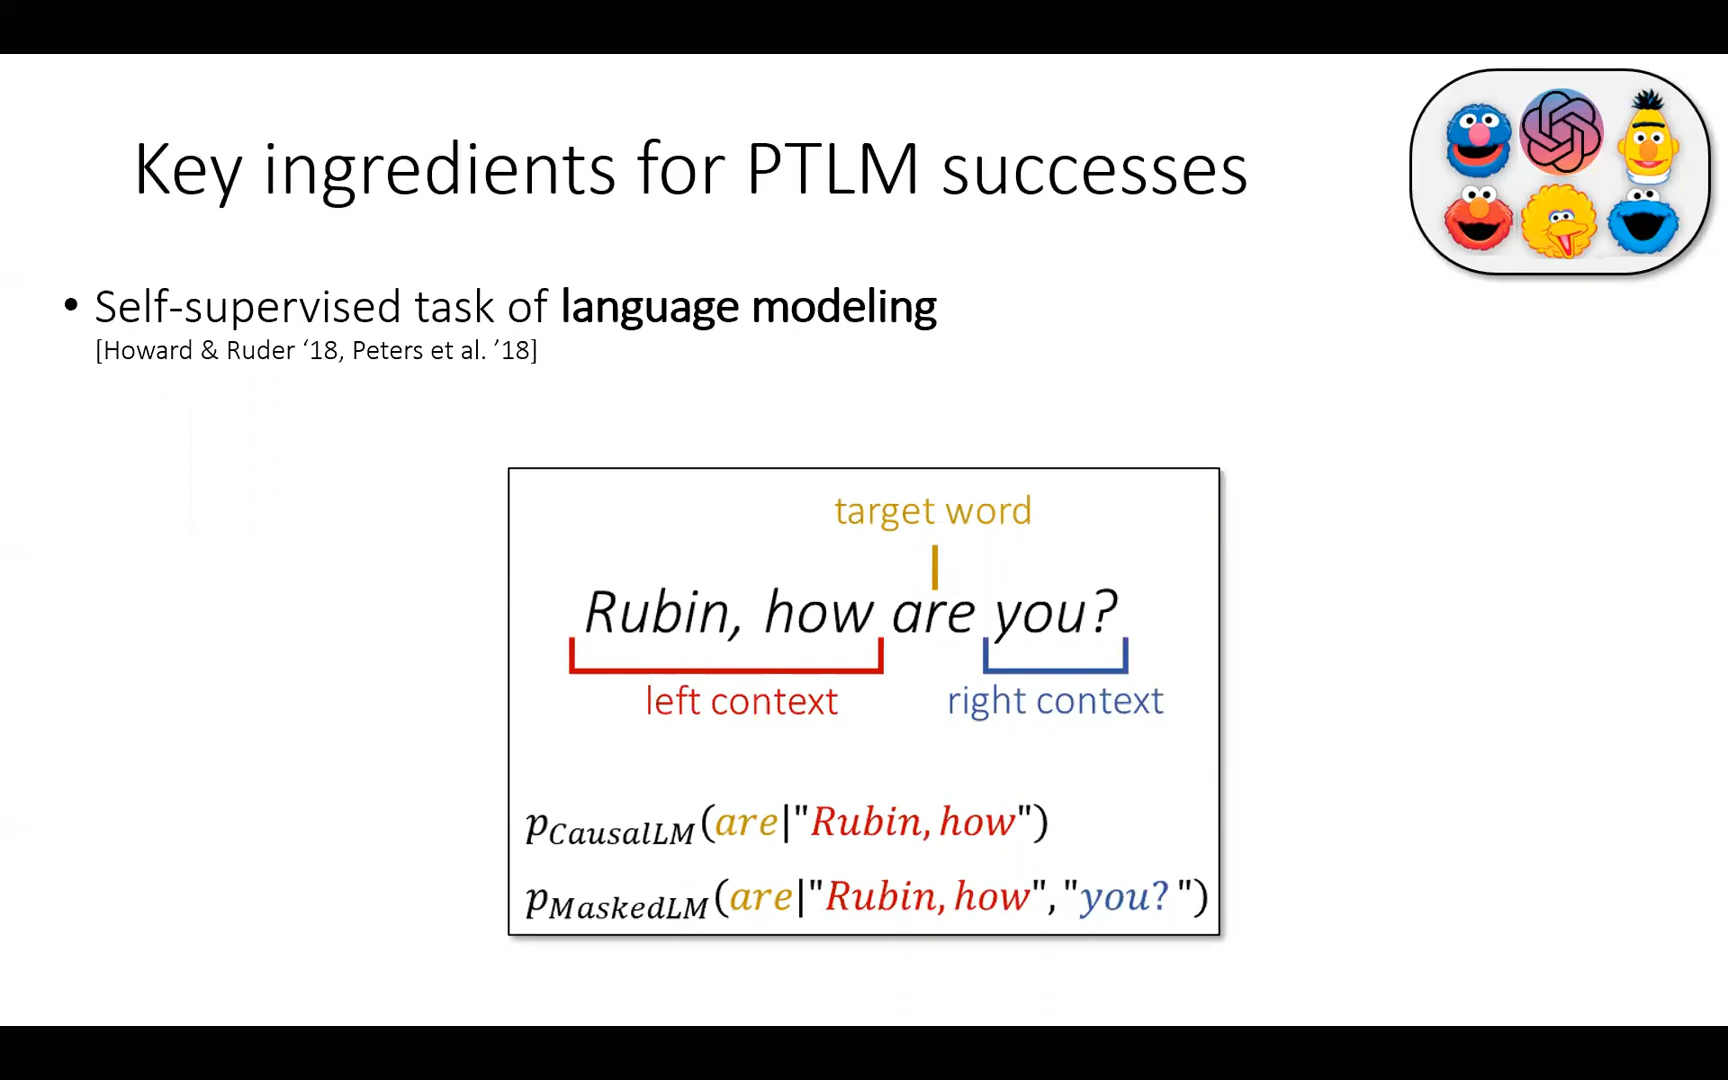 Key ingredients for PTLM successes
• Self-supervised task of language modeling
[Howard & Ruder ‘18, Peters et al. ’18]
target word
Rubin, how are you?
left context right context
pCausalLM(are|"Rubin, how")
pMaskedLM(are|"Rubin, how","you? ")